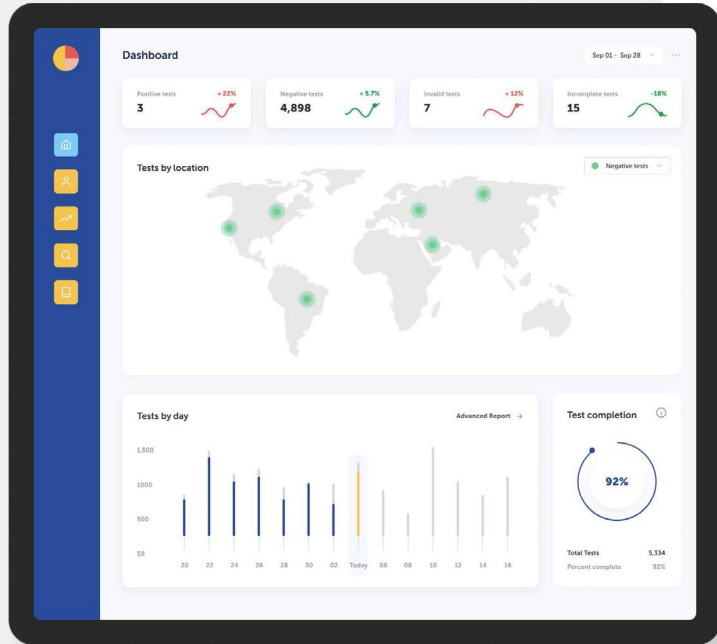 Dashboard
Sep 01 - Sep 28
Positive tests
+ 22%
3
Negative tests
+ 5.7%
4,898
Invalid tests
+ 12%
7
Incomplete tests
-18%
15
Tests by location
Negative tests
Tests by day
Advanced Report →
1,500
1000
500
50
20 22 24 26 28 30 02 Today 06 08 10 12 14 16
Test completion
92%
Total Tests 5,334
Percent complete 92%